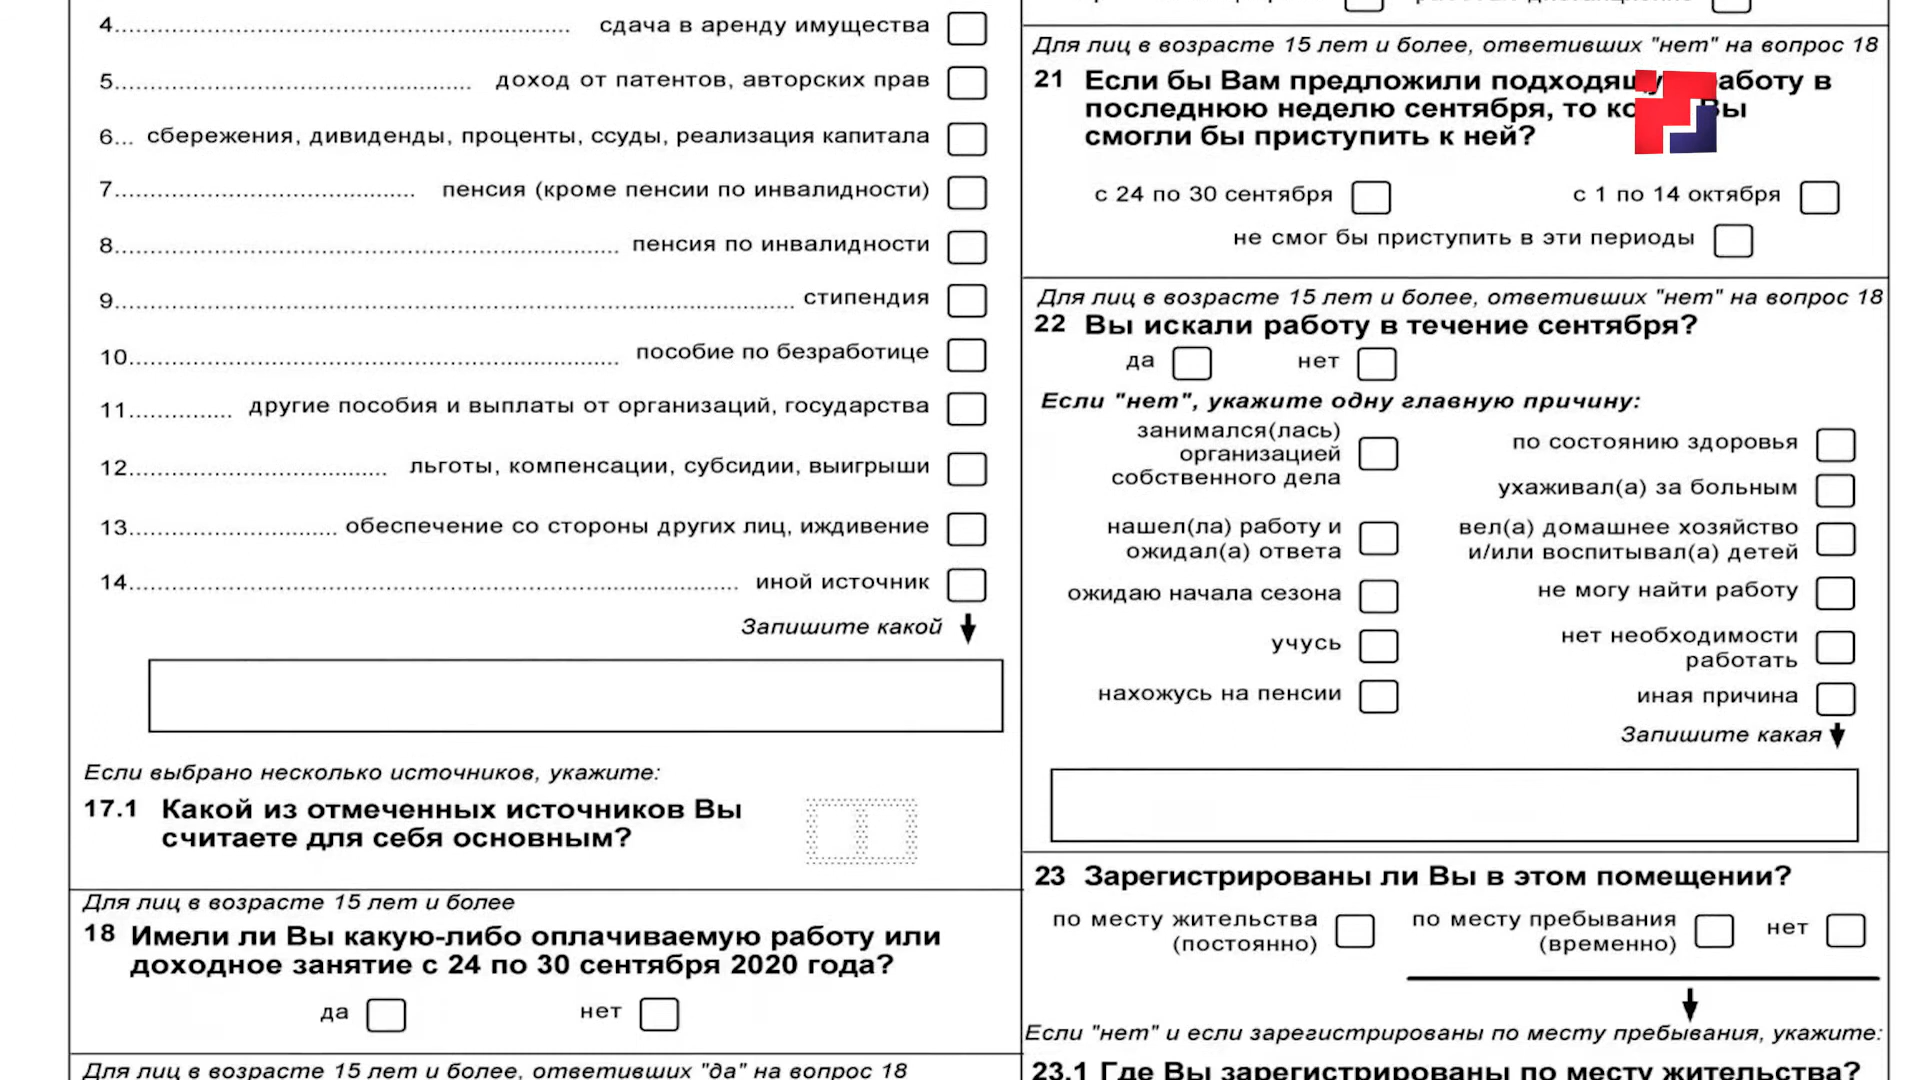 4 сдача в аренду имущества
5 доход от патентов, авторских прав
6... сбережения, дивиденды, проценты, ссуды, реализация капитала
7 пенсия (кроме пенсии по инвалидности)
8 пенсия по инвалидности
9 стипендия
10 пособие по безработице
11 другие пособия и выплаты от организаций, государства
12 льготы, компенсации, субсидии, выигрыши
13 обеспечение со стороны других лиц, иждивение
14 иной источник
Запишите какой
Если выбрано несколько источников, укажите:
17.1 Какой из отмеченных источников Вы
считаете для себя основным?
Для лиц в возрасте 15 лет и более
18 Имели ли Вы какую-либо оплачиваемую работу или
доходное занятие с 24 по 30 сентября 2020 года?
да нет
Для лиц в возрасте 15 лет и более, ответивших "да" на вопрос 18
Для лиц в возрасте 15 лет и более, ответивших "нет" на вопрос 18
21 Если бы Вам предложили в
последнюю неделю сентября, то
смогли бы приступить к ней?
с 24 по 30 сентября с 1 по 14 октября
не смог бы приступить в эти периоды
Для лиц в возрасте 15 лет и более, ответивших "нет" на вопрос 18
22 Вы искали работу в течение сентября?
да нет
Если "нет", укажите одну главную причину:
занимался(лась)
организацией
собственного дела
нашел(ла) работу и
ожидал(а) ответа
ожидаю начала сезона
учусь
нахожусь на пенсии
по состоянию здоровья
ухаживал(а) за больным
вел(а) домашнее хозяйство
и/или воспитывал(а) детей
не могу найти работу
нет необходимости
работать
иная причина
Запишите какая
23 Зарегистрированы ли Вы в этом помещении?
по месту жительства
(постоянно)
по месту пребывания
(временно)
нет
Если "нет" и если зарегистрированы по месту пребывания, укажите:
23.1 Где Вы зарегистрированы по месту жительства?